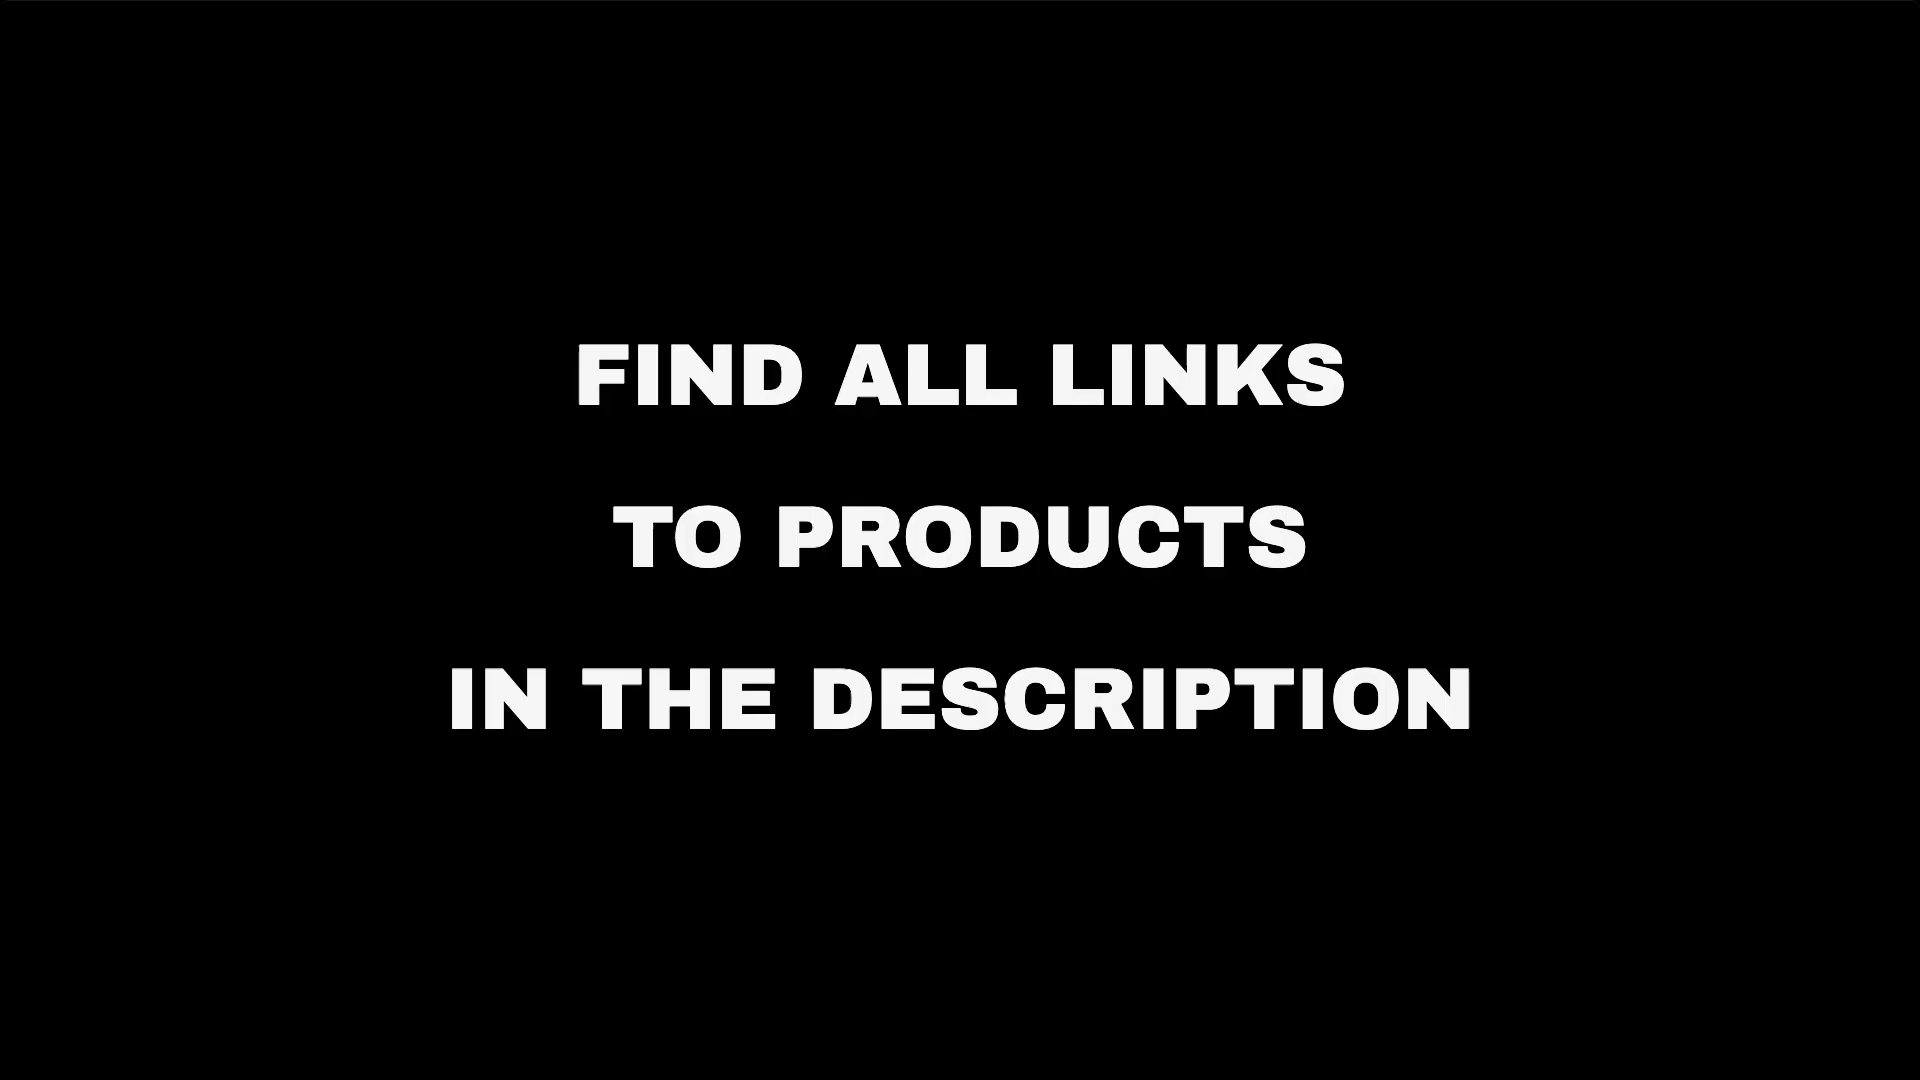 FIND ALL LINKS
TO PRODUCTS
IN THE DESCRIPTION